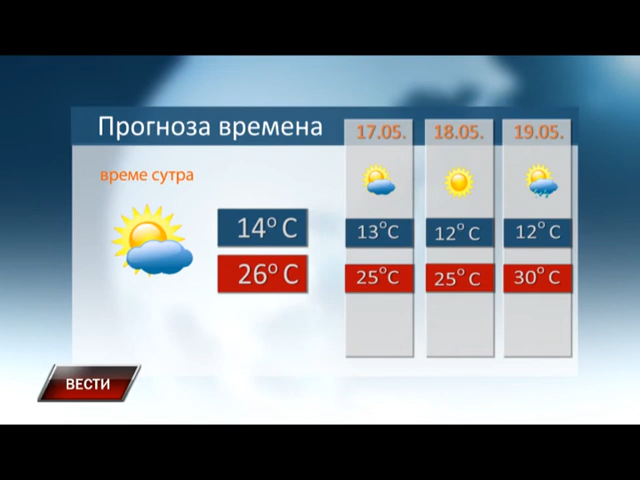 Прогноза времена
17.05. 18.05. 19.05.
време сутра
14°C 13°C 12°C 12°C
26°C 25°C 25°C 30°C
ВЕСТИ